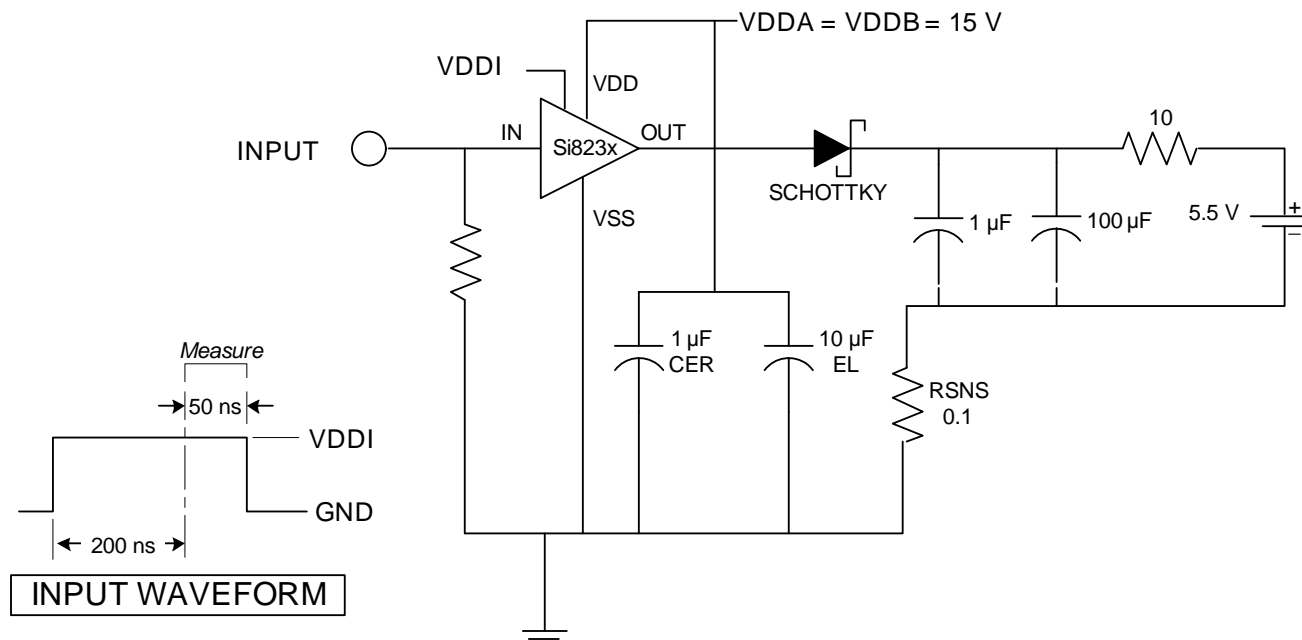 VDDA = VDDB = 15 V
VDDI
VDD
10
INPUT
IN
OUT
Si823x
SCHOTTKY
VSS
1 µF
100 µF
5.5 V
+
–
1 µF
CER
10 µF
EL
RSNS
0.1
Measure
50 ns
VDDI
GND
200 ns
INPUT WAVEFORM